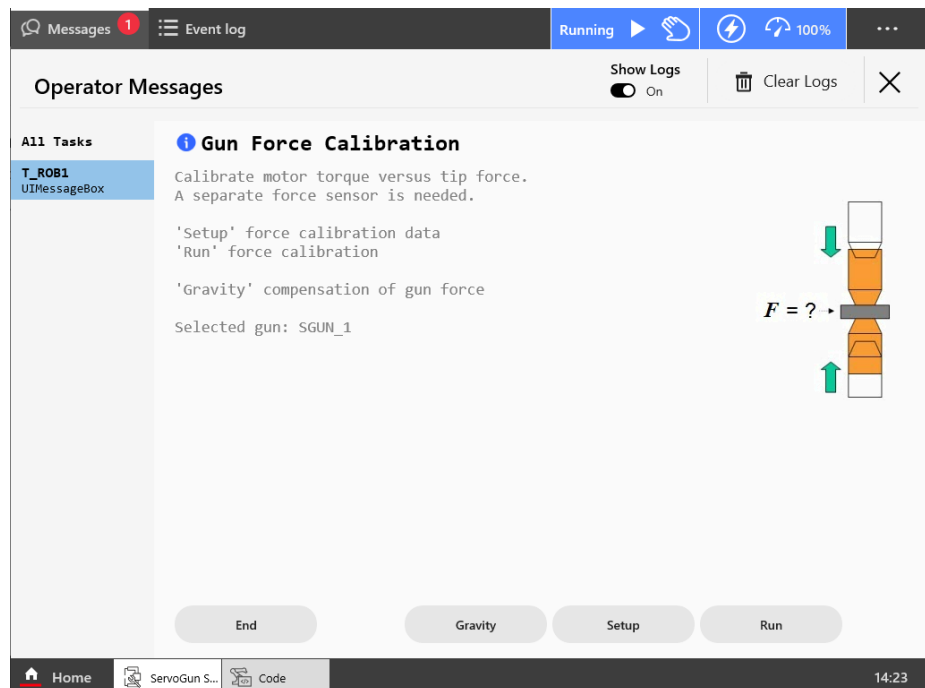 Messages 1 Event log Running 100% ...
Operator Messages Show Logs On Clear Logs
All Tasks
T_ROB1
UIMessageBox
Gun Force Calibration
Calibrate motor torque versus tip force.
A separate force sensor is needed.
'Setup' force calibration data
'Run' force calibration
'Gravity' compensation of gun force
Selected gun: SGUN_1
F = ?
End Gravity Setup Run
Home ServoGun S... Code 14:23